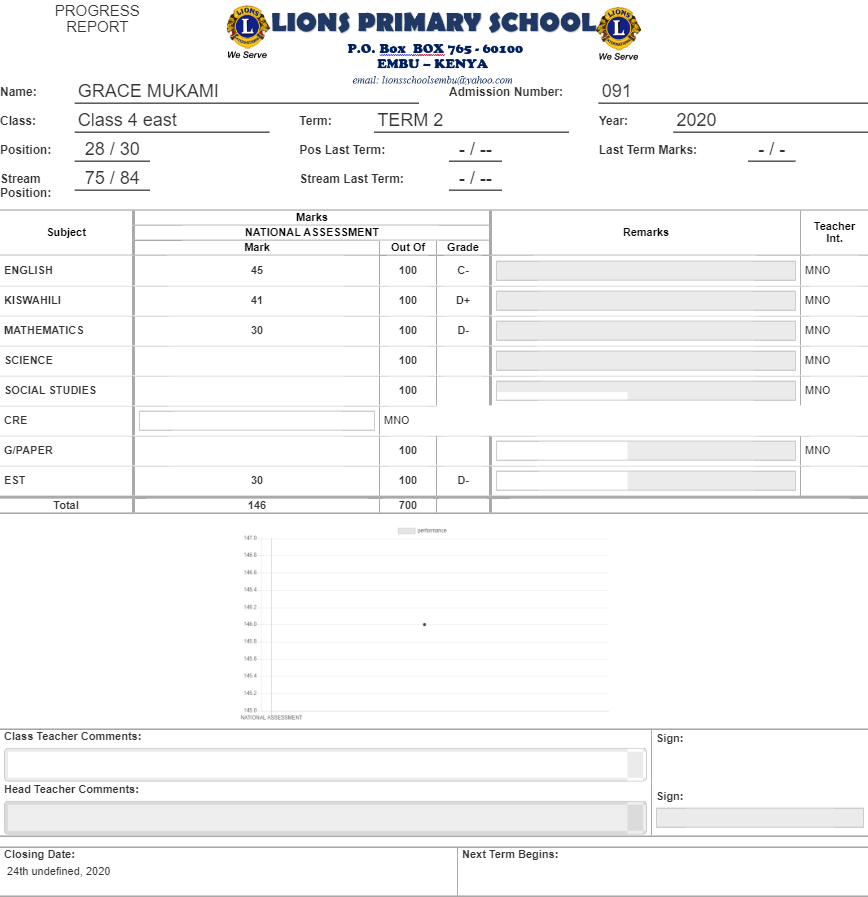 PROGRESS
REPORT
LIONS
L
INTERNATIONAL
We Serve
LIONS PRIMARY SCHOOL
P.O. Box BOX 765 - 60100
EMBU – KENYA
email: lionsschoolsembu@yahoo.com
LIONS
L
INTERNATIONAL
We Serve
Name: GRACE MUKAMI Admission Number: 091
Class: Class 4 east Term: TERM 2 Year: 2020
Position: 28 / 30 Pos Last Term: - / -- Last Term Marks: - / -
Stream Position: 75 / 84 Stream Last Term: - / --
Subject Marks Remarks Teacher Int.
NATIONAL ASSESSMENT
Mark Out Of Grade
ENGLISH 45 100 C- MNO
KISWAHILI 41 100 D+ MNO
MATHEMATICS 30 100 D- MNO
SCIENCE 100 MNO
SOCIAL STUDIES 100 MNO
CRE MNO
G/PAPER 100 MNO
EST 30 100 D-
Total 146 700
performance
147.0
146.8
146.6
146.4
146.2
146.0
145.8
145.6
145.4
145.2
145.0
NATIONAL ASSESSMENT
Class Teacher Comments: Sign:
Head Teacher Comments: Sign:
Closing Date: Next Term Begins:
24th undefined, 2020